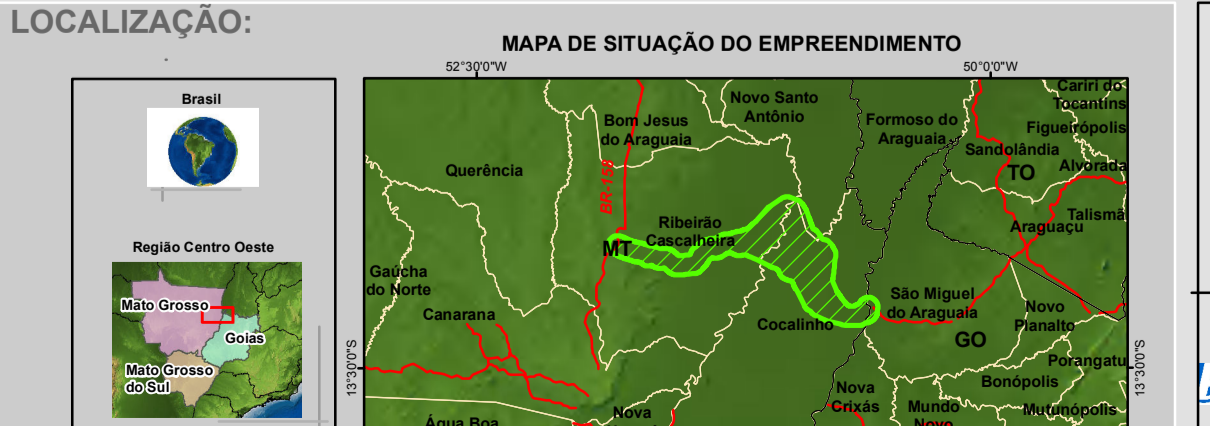 LOCALIZAÇÃO:
MAPA DE SITUAÇÃO DO EMPREENDIMENTO
52°30'0"W
50°0'0"W
Brasil
Região Centro Oeste
Mato Grosso
Goias
Mato Grosso
do Sul
Cariri do
Tocantins
Novo Santo
Antônio
Bom Jesus
do Araguaia
Formoso do
Araguaia
Figueirópolis
Sandolândia
Alvorada
TO
Querência
BR-158
Ribeirão
Cascalheira
Talismã
Araguaçu
MT
Gaúcha
do Norte
Canarana
São Miguel
do Araguaia
Novo
Planalto
Cocalinho
GO
Porangatu
13°30'0"S
13°30'0"S
Bonópolis
Nova
Crixás
Mundo
Novo
Mutunópolis
Nova
Água Boa